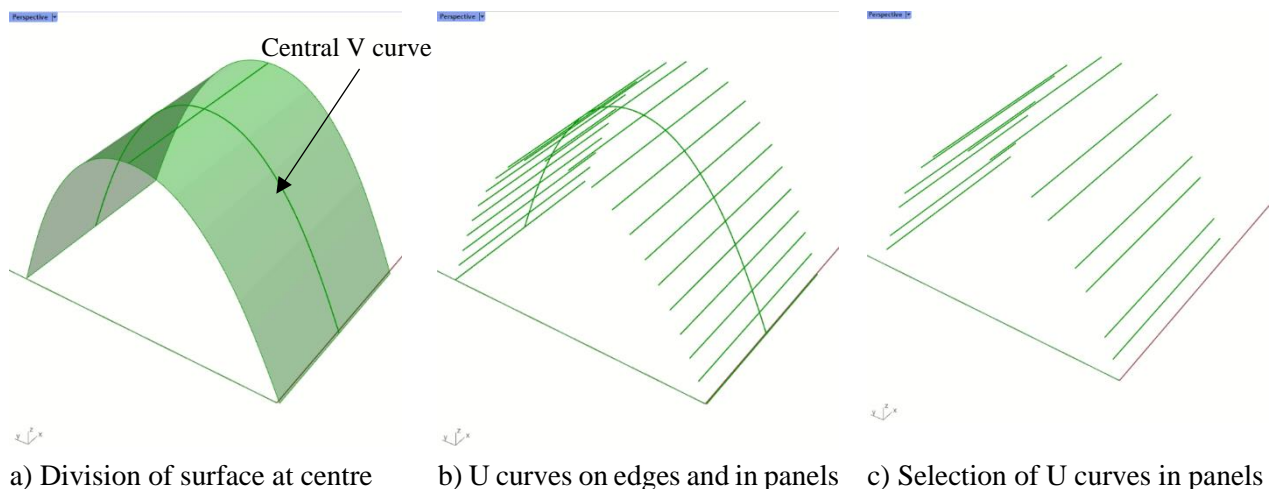 Perspective
Perspective
Perspective
Central V curve
z
y x
z
y x
z
y x
a) Division of surface at centre
b) U curves on edges and in panels
c) Selection of U curves in panels